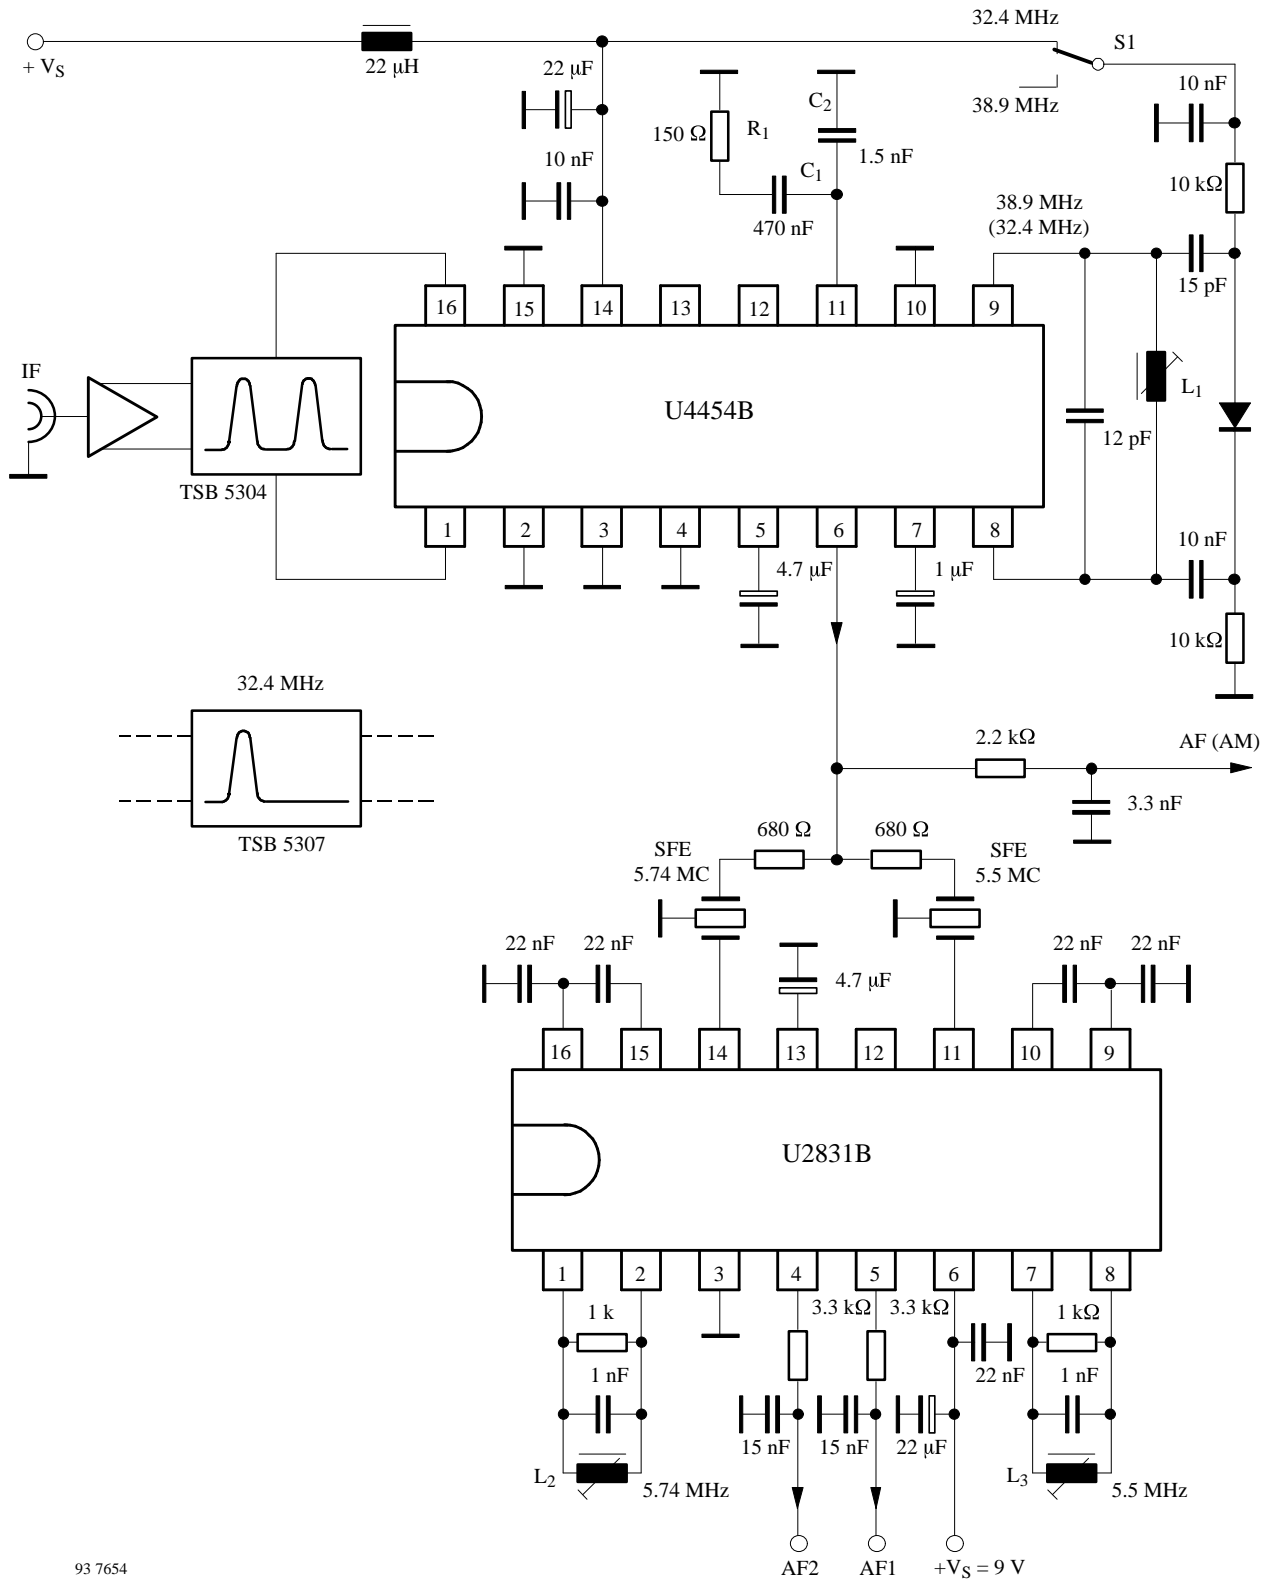 32.4 MHz
S1
+ VS
22 μH
22 μF
10 nF
38.9 MHz
C2
150 Ω
R1
1.5 nF
10 nF
C1
10 kΩ
470 nF
38.9 MHz
(32.4 MHz)
15 pF
16
15
14
13
12
11
10
9
IF
L1
U4454B
12 pF
TSB 5304
1
2
3
4
5
6
7
8
10 nF
4.7 μF
1 μF
10 kΩ
32.4 MHz
2.2 kΩ
AF (AM)
3.3 nF
TSB 5307
680 Ω
680 Ω
SFE
5.74 MC
SFE
5.5 MC
22 nF
22 nF
4.7 μF
22 nF
22 nF
16
15
14
13
12
11
10
9
U2831B
1
2
3
4
5
6
7
8
1 k
3.3 kΩ
3.3 kΩ
1 kΩ
1 nF
22 nF
1 nF
15 nF
15 nF
22 μF
L2
5.74 MHz
L3
5.5 MHz
93 7654
AF2
AF1
+VS = 9 V